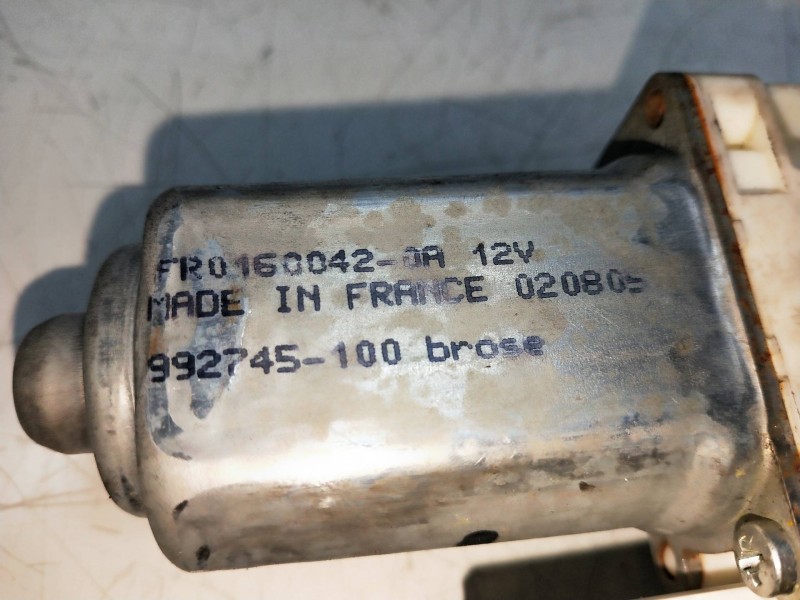 FR0160042-0A 12V
MADE IN FRANCE 020805
992745-100 brose